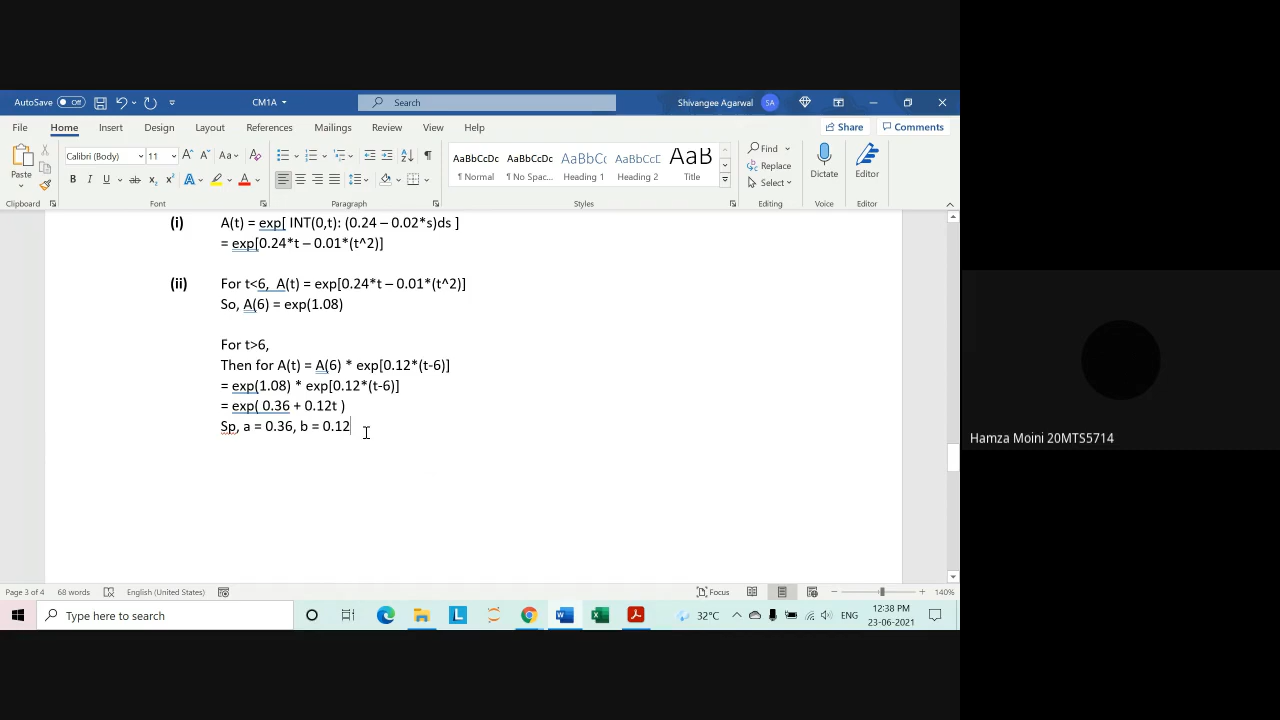 AutoSave Off CM1A Search Shivangee Agarwal SA
File Home Insert Design Layout References Mailings Review View Help Share Comments
Paste Calibri (Body) 11 A A Aa A
B I U ab x₂ x² A A
AaBbCcDc AaBbCcDc AaBbCc AaBbCcD AaB
¶ Normal ¶ No Spac... Heading 1 Heading 2 Title
Find
Replace
Select
Dictate
Editor
Clipboard Font Paragraph Styles Editing Voice Editor
(i) A(t) = exp[ INT(0,t): (0.24 – 0.02*s)ds ]
= exp[0.24*t – 0.01*(t^2)]
(ii) For t<6, A(t) = exp[0.24*t – 0.01*(t^2)]
So, A(6) = exp(1.08)
For t>6,
Then for A(t) = A(6) * exp[0.12*(t-6)]
= exp(1.08) * exp[0.12*(t-6)]
= exp( 0.36 + 0.12t )
Sp, a = 0.36, b = 0.12
Hamza Moini 20MTS5714
Page 3 of 4 68 words English (United States) Focus 140%
Type here to search L 32°C ENG 12:38 PM
23-06-2021